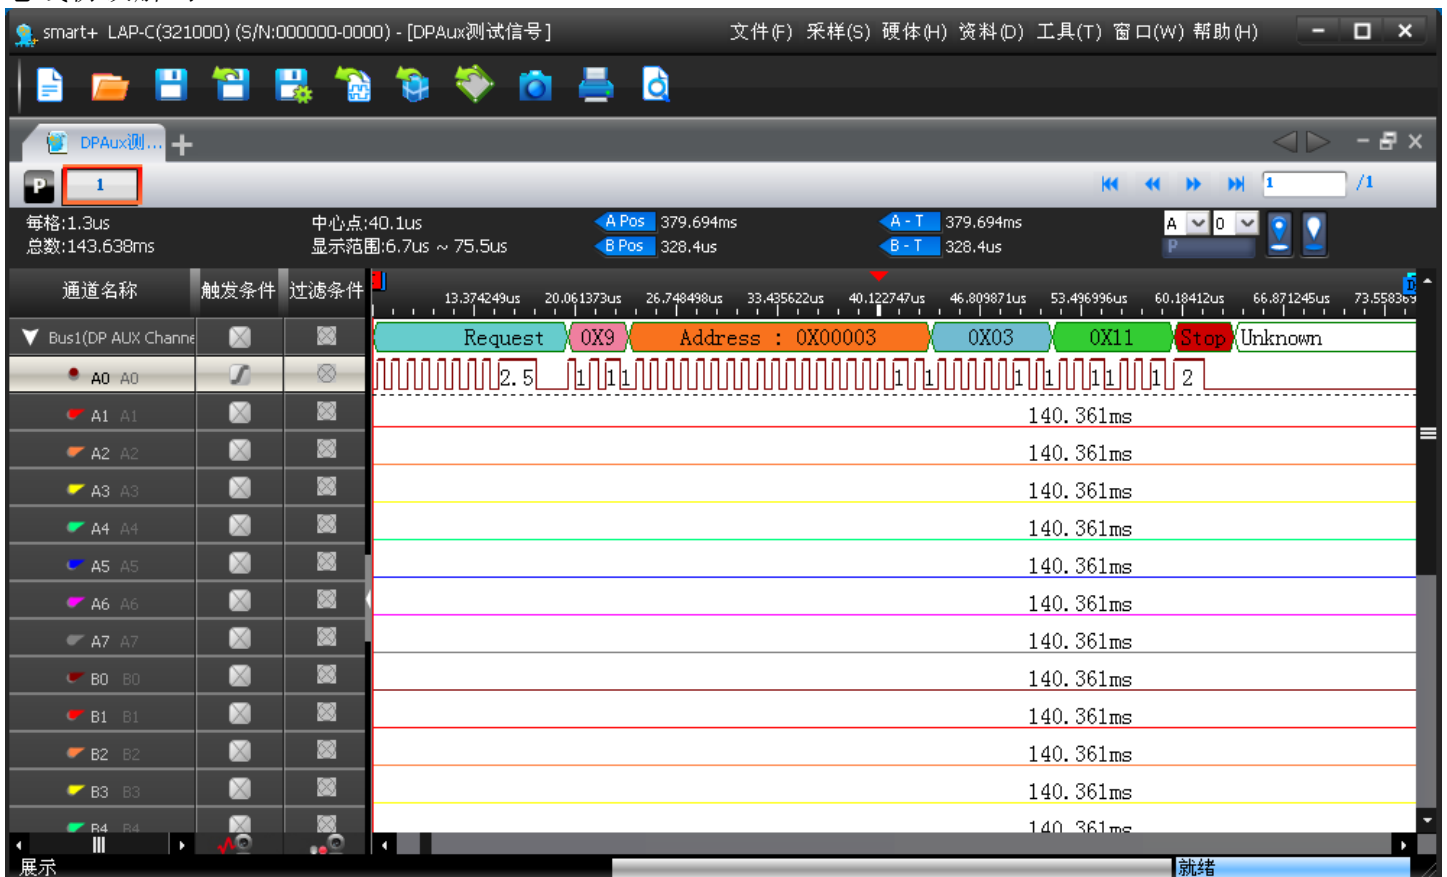 smart+ LAP-C(321000) (S/N:000000-0000) - [DPAux测试信号] 文件(F) 采样(S) 硬体(H) 资料(D) 工具(T) 窗口(W) 帮助(H)
DPAux测... +
P 1 1 /1
每格:1.3us 中心点:40.1us A Pos 379.694ms A - T 379.694ms A 0
总数:143.638ms 显示范围:6.7us ~ 75.5us B Pos 328.4us B - T 328.4us P
通道名称 触发条件 过滤条件 13.374249us 20.061373us 26.748498us 33.435622us 40.122747us 46.809871us 53.496996us 60.18412us 66.871245us 73.558369
Bus1(DP AUX Channe Request 0X9 Address : 0X00003 0X03 0X11 Stop Unknown
A0 A0 2.5 1 1 1 1 1 1 1 1 1 1 2
A1 A1 140.361ms
A2 A2 140.361ms
A3 A3 140.361ms
A4 A4 140.361ms
A5 A5 140.361ms
A6 A6 140.361ms
A7 A7 140.361ms
B0 B0 140.361ms
B1 B1 140.361ms
B2 B2 140.361ms
B3 B3 140.361ms
B4 B4 140.361ms
展示 就绪